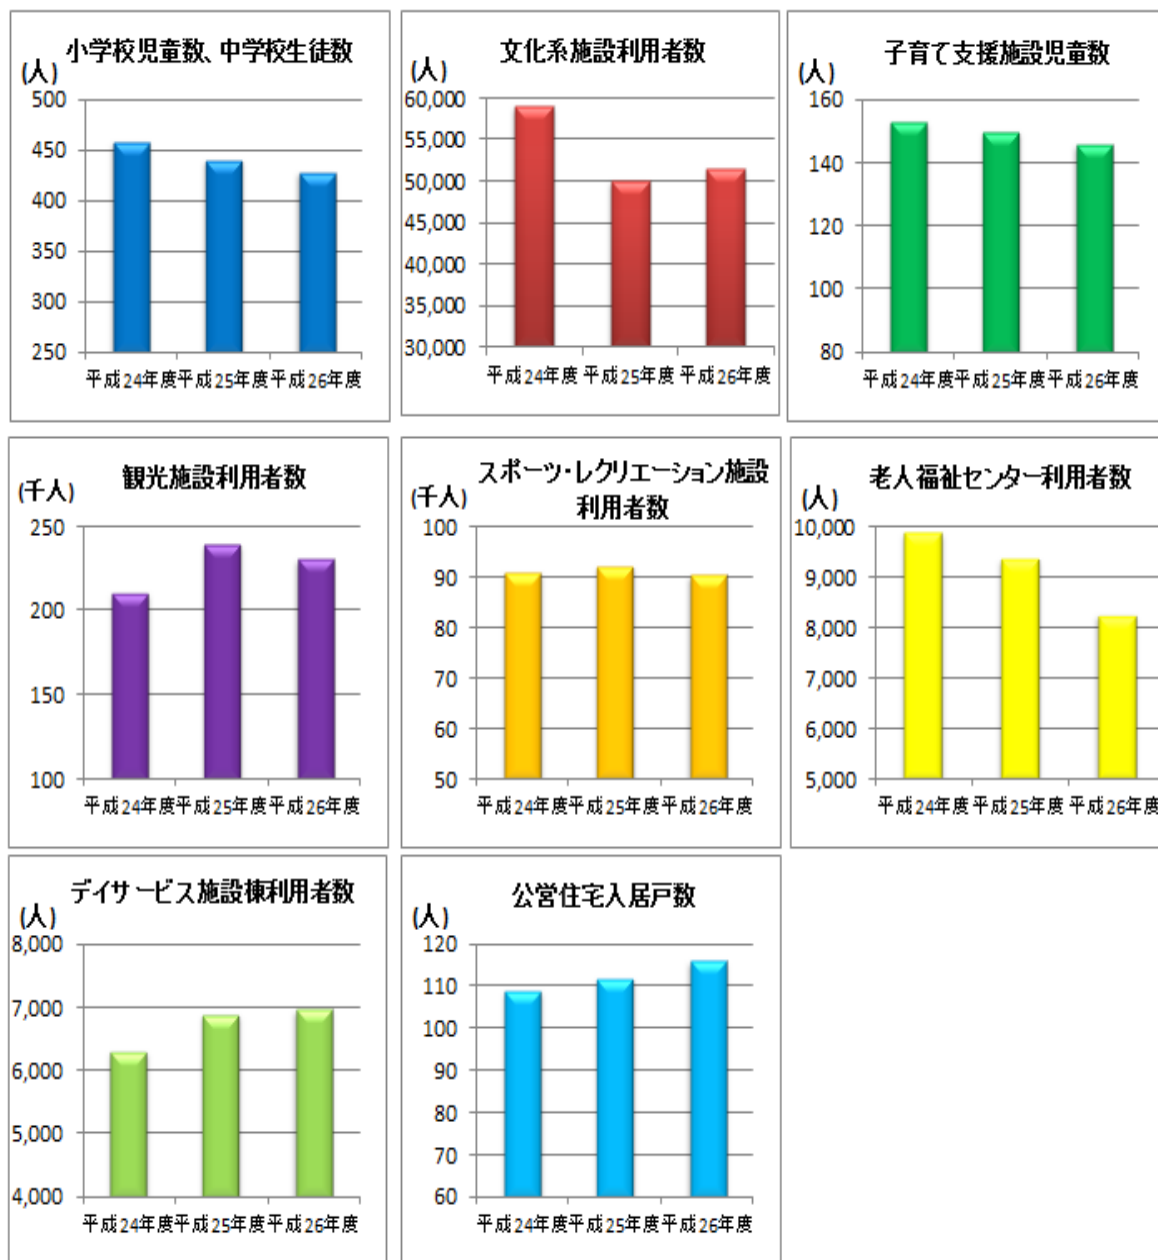 小学校児童数、中学校生徒数
(人)
500
450
400
350
300
250
平成24年度 平成25年度 平成26年度
文化系施設利用者数
(人)
60,000
55,000
50,000
45,000
40,000
35,000
30,000
平成24年度 平成25年度 平成26年度
子育て支援施設児童数
(人)
160
140
120
100
80
平成24年度 平成25年度 平成26年度
観光施設利用者数
(千人)
250
200
150
100
平成24年度 平成25年度 平成26年度
スポーツ・レクリエーション施設
利用者数
(千人)
100
90
80
70
60
50
平成24年度 平成25年度 平成26年度
老人福祉センター利用者数
(人)
10,000
9,000
8,000
7,000
6,000
5,000
平成24年度 平成25年度 平成26年度
デイサービス施設棟利用者数
(人)
8,000
7,000
6,000
5,000
4,000
平成24年度 平成25年度 平成26年度
公営住宅入居戸数
(人)
120
110
100
90
80
70
60
平成24年度 平成25年度 平成26年度